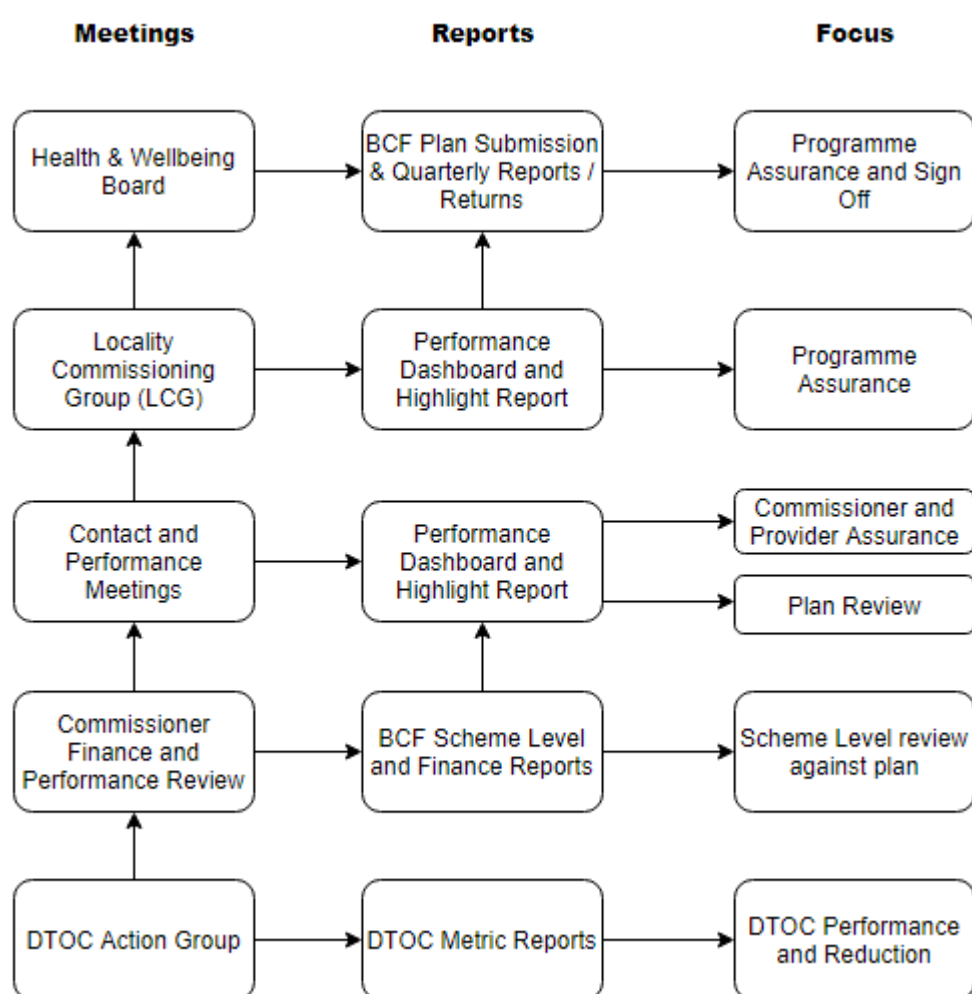 Meetings
Reports
Focus
Health & Wellbeing
Board
BCF Plan Submission
& Quarterly Reports /
Returns
Programme
Assurance and Sign
Off
Locality
Commissioning
Group (LCG)
Performance
Dashboard and
Highlight Report
Programme
Assurance
Contact and
Performance
Meetings
Performance
Dashboard and
Highlight Report
Commissioner and
Provider Assurance
Plan Review
Commissioner
Finance and
Performance Review
BCF Scheme Level
and Finance Reports
Scheme Level review
against plan
DTOC Action Group
DTOC Metric Reports
DTOC Performance
and Reduction